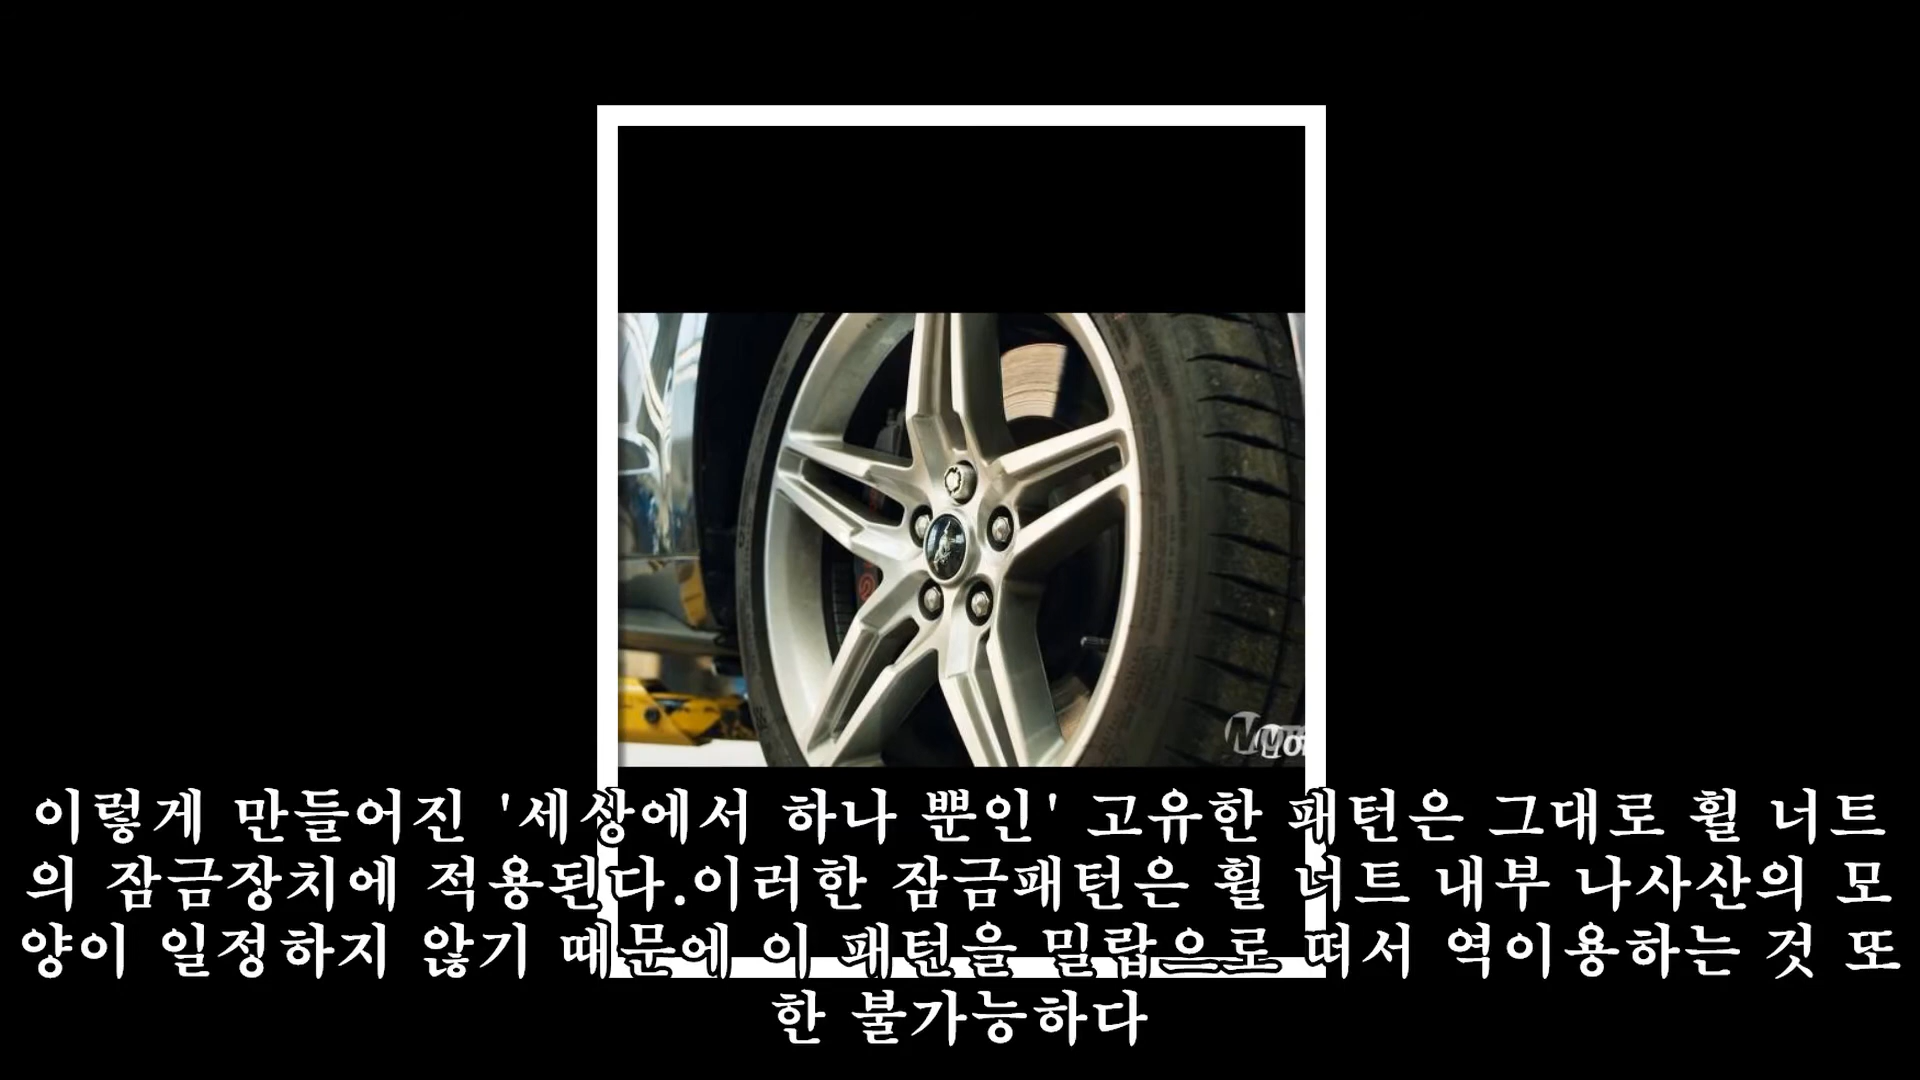 이렇게 만들어진 '세상에서 하나 뿐인' 고유한 패턴은 그대로 휠 너트
의 잠금장치에 적용된다.이러한 잠금패턴은 휠 너트 내부 나사산의 모
양이 일정하지 않기 때문에 이 패턴을 밀랍으로 떠서 역이용하는 것 또
한 불가능하다